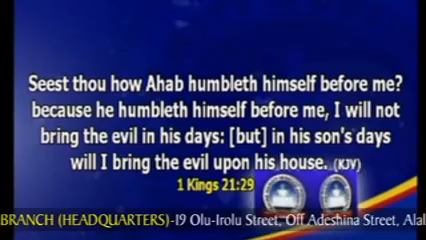 Seest thou how Ahab humbleth himself before me?
because he humbleth himself before me, I will not
bring the evil in his days: [but] in his son's days
will I bring the evil upon his house. (KJV)
1 Kings 21:29
BRANCH (HEADQUARTERS)-19 Olu-Irolu Street, Off Adeshina Street, Alal